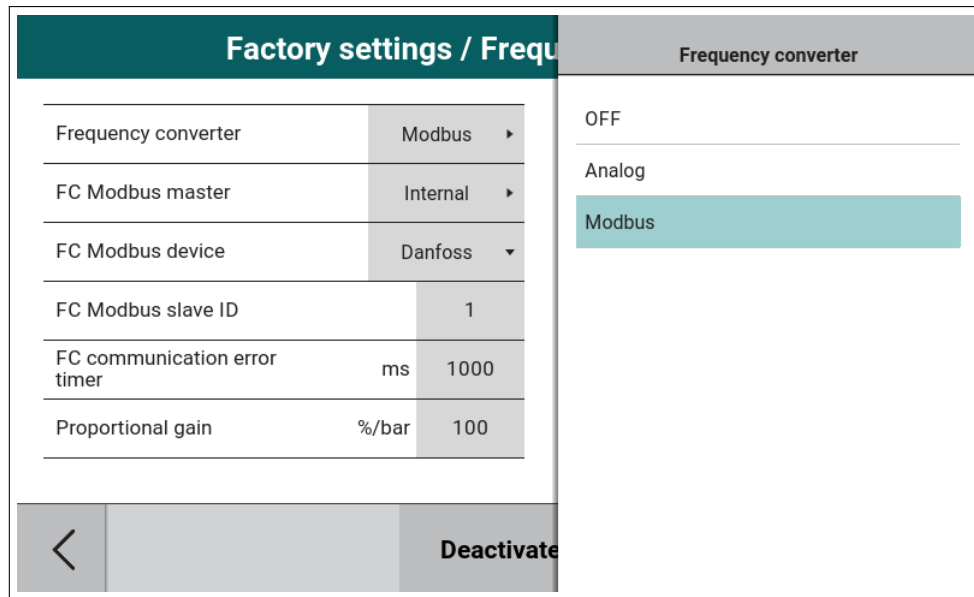 Factory settings / Frequ
Frequency converter Modbus
FC Modbus master Internal
FC Modbus device Danfoss
FC Modbus slave ID 1
FC communication error
timer ms 1000
Proportional gain %/bar 100
Deactivate
Frequency converter
OFF
Analog
Modbus